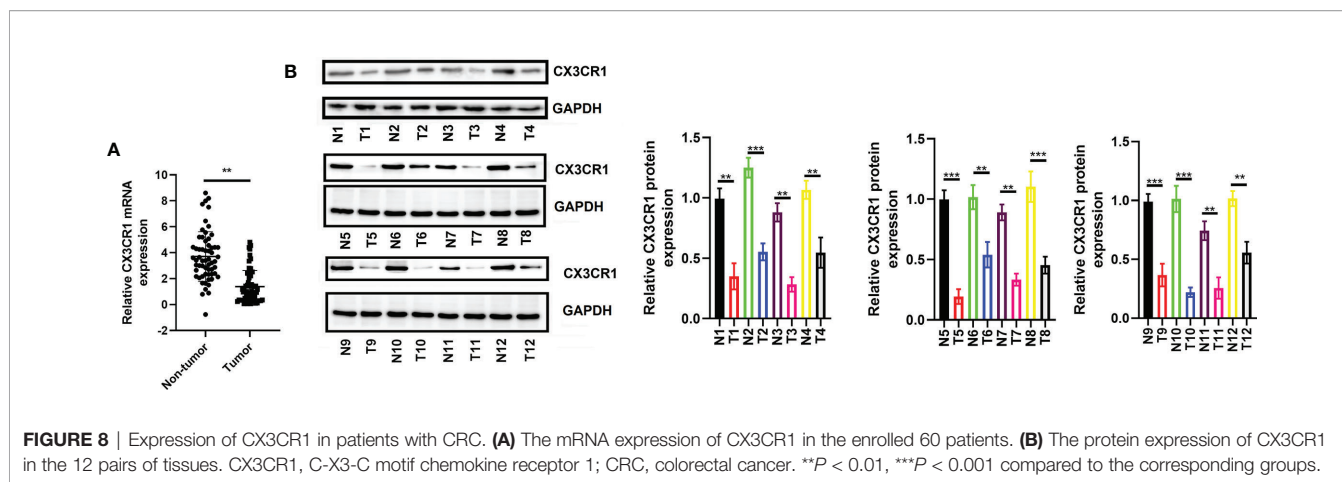 B
CX3CR1
GAPDH
N1 T1 N2 T2 N3 T3 N4 T4
CX3CR1
GAPDH
N5 T5 N6 T6 N7 T7 N8 T8
CX3CR1
GAPDH
N9 T9 N10 T10 N11 T11 N12 T12
A
Relative CX3CR1 mRNA
expression
10
8
6
4
2
0
-2
**
Non-tumor
Tumor
Relative CX3CR1 protein
expression
1.5
1.0
0.5
0.0
** *** ** **
N1 T1 N2 T2 N3 T3 N4 T4
Relative CX3CR1 protein
expression
1.5
1.0
0.5
0.0
*** ** ** ***
N5 T5 N6 T6 N7 T7 N8 T8
Relative CX3CR1 protein
expression
1.5
1.0
0.5
0.0
*** *** ** **
N9 T9 N10 T10 N11 T11 N12 T12
FIGURE 8 | Expression of CX3CR1 in patients with CRC. (A) The mRNA expression of CX3CR1 in the enrolled 60 patients. (B) The protein expression of CX3CR1
in the 12 pairs of tissues. CX3CR1, C-X3-C motif chemokine receptor 1; CRC, colorectal cancer. **P < 0.01, ***P < 0.001 compared to the corresponding groups.